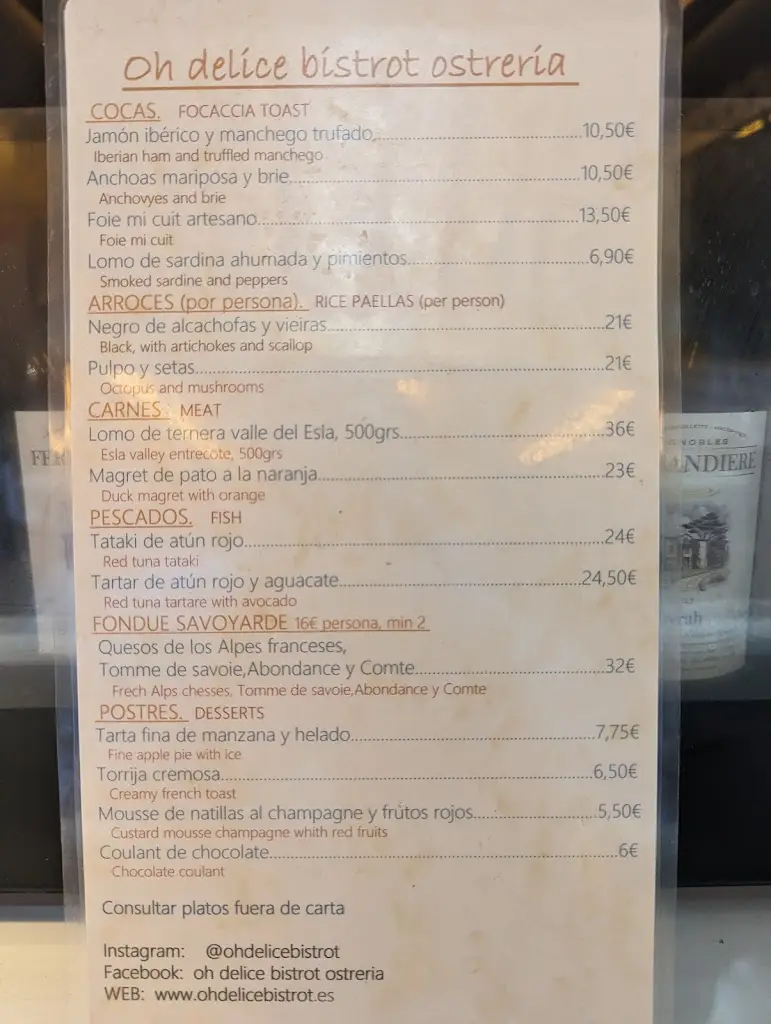 Oh delice bistrot ostrería
COCAS. FOCACCIA TOAST
Jamón ibérico y manchego trufado,......10,50€
Iberian ham and truffled manchego
Anchoas mariposa y brie......10,50€
Anchovyes and brie
Foie mi cuit artesano......13,50€
Foie mi cuit
Lomo de sardina ahumada y pimientos......6,90€
Smoked sardine and peppers
ARROCES (por persona). RICE PAELLAS (per person)
Negro de alcachofas y vieiras......21€
Black, with artichokes and scallop
Pulpo y setas......21€
Octopus and mushrooms
CARNES MEAT
Lomo de ternera valle del Esla, 500grs......36€
Esla valley entrecote, 500grs
Magret de pato a la naranja......23€
Duck magret with orange
PESCADOS. FISH
Tataki de atún rojo......24€
Red tuna tataki
Tartar de atún rojo y aguacate......24,50€
Red tuna tartare with avocado
FONDUE SAVOYARDE 16€ persona, min 2
Quesos de los Alpes franceses,
Tomme de savoie,Abondance y Comte......32€
Frech Alps chesses, Tomme de savoie,Abondance y Comte
POSTRES. DESSERTS
Tarta fina de manzana y helado......7,75€
Fine apple pie with ice
Torrija cremosa......6,50€
Creamy french toast
Mousse de natillas al champagne y frutos rojos......5,50€
Custard mousse champagne whith red fruits
Coulant de chocolate......6€
Chocolate coulant
Consultar platos fuera de carta
Instagram: @ohdelicebistrot
Facebook: oh delice bistrot ostreria
WEB: www.ohdelicebistrot.es
NOBLES
ANDIERE